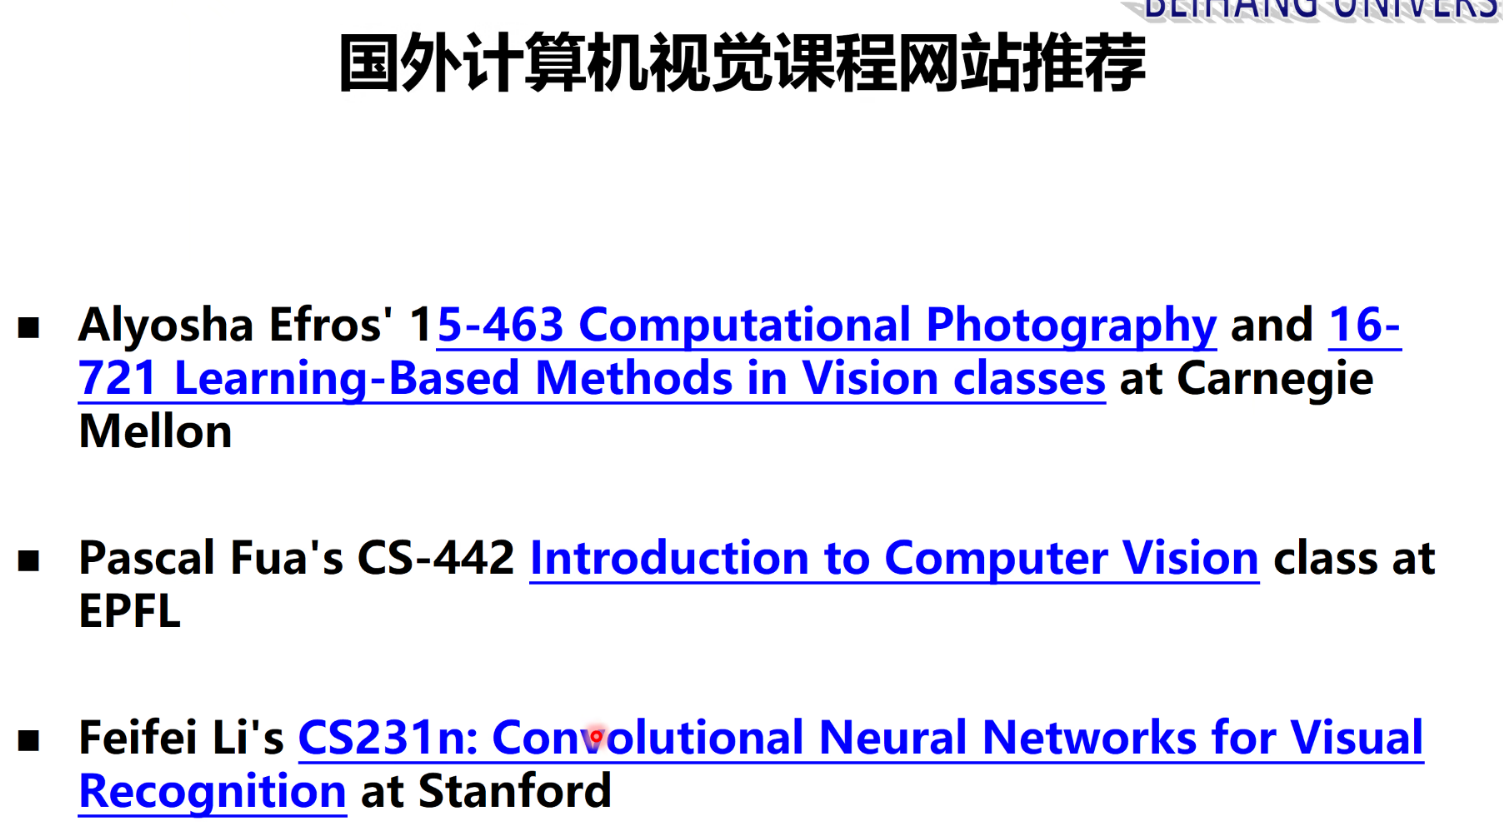 BEIHANG UNIVERS
国外计算机视觉课程网站推荐
■ Alyosha Efros' 15-463 Computational Photography and 16-
721 Learning-Based Methods in Vision classes at Carnegie
Mellon
■ Pascal Fua's CS-442 Introduction to Computer Vision class at
EPFL
■ Feifei Li's CS231n: Convolutional Neural Networks for Visual
Recognition at Stanford